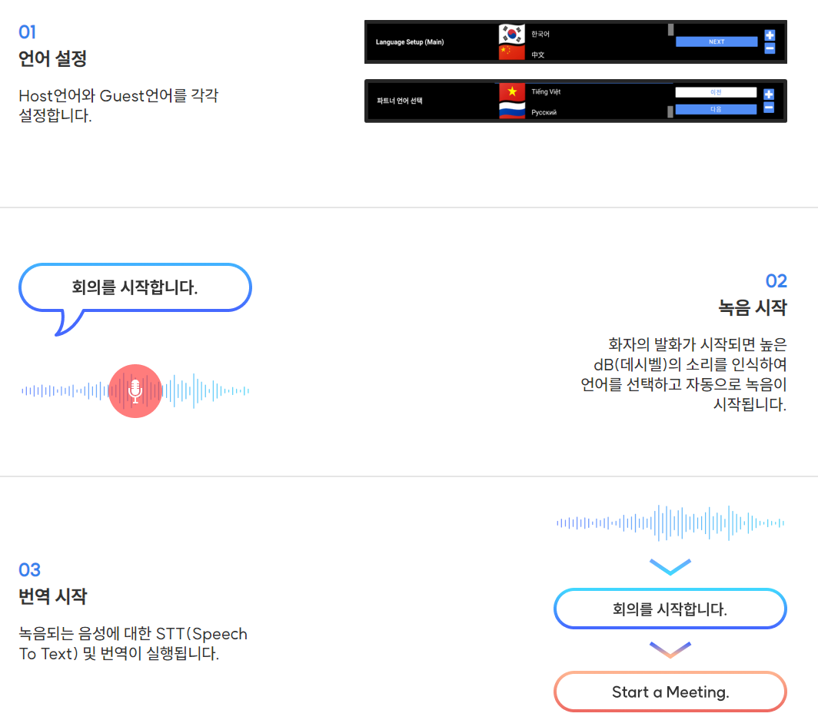 01
언어 설정
Host언어와 Guest언어를 각각
설정합니다.
Language Setup (Main)
한국어
中文
NEXT
파트너 언어 선택
Tiếng Việt
Русский
이전
다음
회의를 시작합니다.
02
녹음 시작
화자의 발화가 시작되면 높은
dB(데시벨)의 소리를 인식하여
언어를 선택하고 자동으로 녹음이
시작됩니다.
03
번역 시작
녹음되는 음성에 대한 STT(Speech
To Text) 및 번역이 실행됩니다.
회의를 시작합니다.
Start a Meeting.